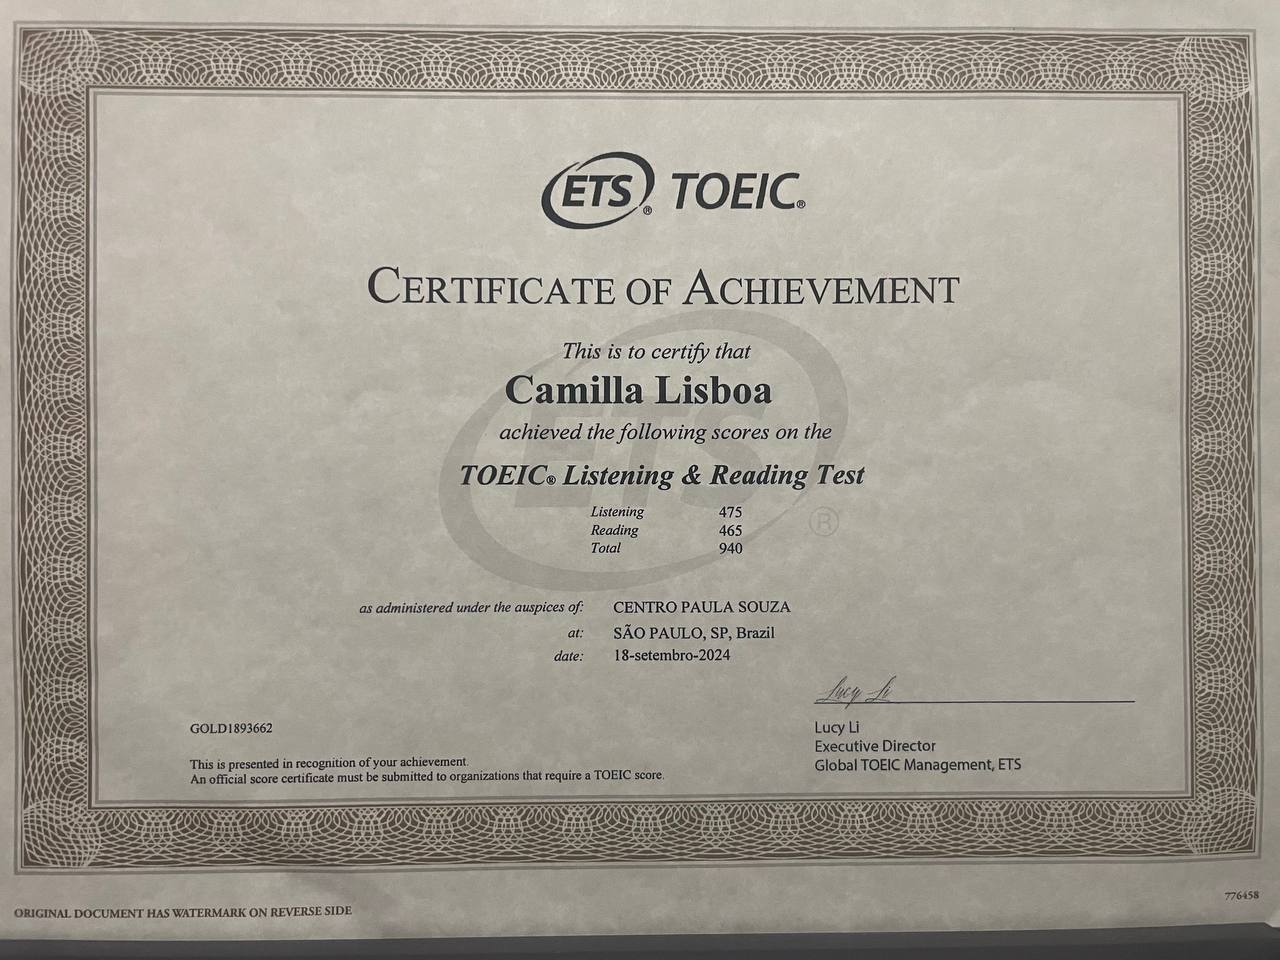 ETS® TOEIC®
CERTIFICATE OF ACHIEVEMENT
This is to certify that
Camilla Lisboa
achieved the following scores on the
TOEIC® Listening & Reading Test
Listening 475
Reading 465
Total 940
ETS®
as administered under the auspices of: CENTRO PAULA SOUZA
at: SÃO PAULO, SP, Brazil
date: 18-setembro-2024
Lucy Li
GOLD1893662
Lucy Li
Executive Director
Global TOEIC Management, ETS
This is presented in recognition of your achievement.
An official score certificate must be submitted to organizations that require a TOEIC score.
776458
ORIGINAL DOCUMENT HAS WATERMARK ON REVERSE SIDE